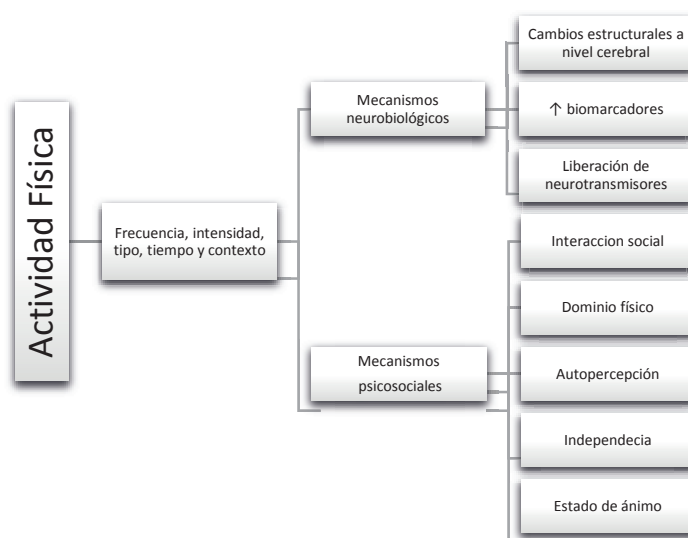 Actividad Física
Frecuencia, intensidad,
tipo, tiempo y contexto
Mecanismos
neurobiológicos
Cambios estructurales a
nivel cerebral
↑ biomarcadores
Liberación de
neurotransmisores
Mecanismos
psicosociales
Interaccion social
Dominio físico
Autopercepción
Independecia
Estado de ánimo